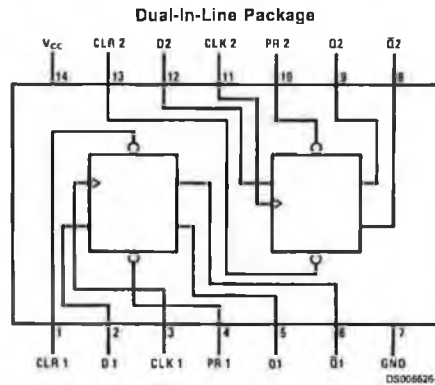 Dual-In-Line Package
VCC CLR 2 D2 CLK 2 PR 2 Q2 Q̄2
14 13 12 11 10 9 8
1 2 3 4 5 6 7
CLR 1 D1 CLK 1 PR 1 Q1 Q̄1 GND
DS006526